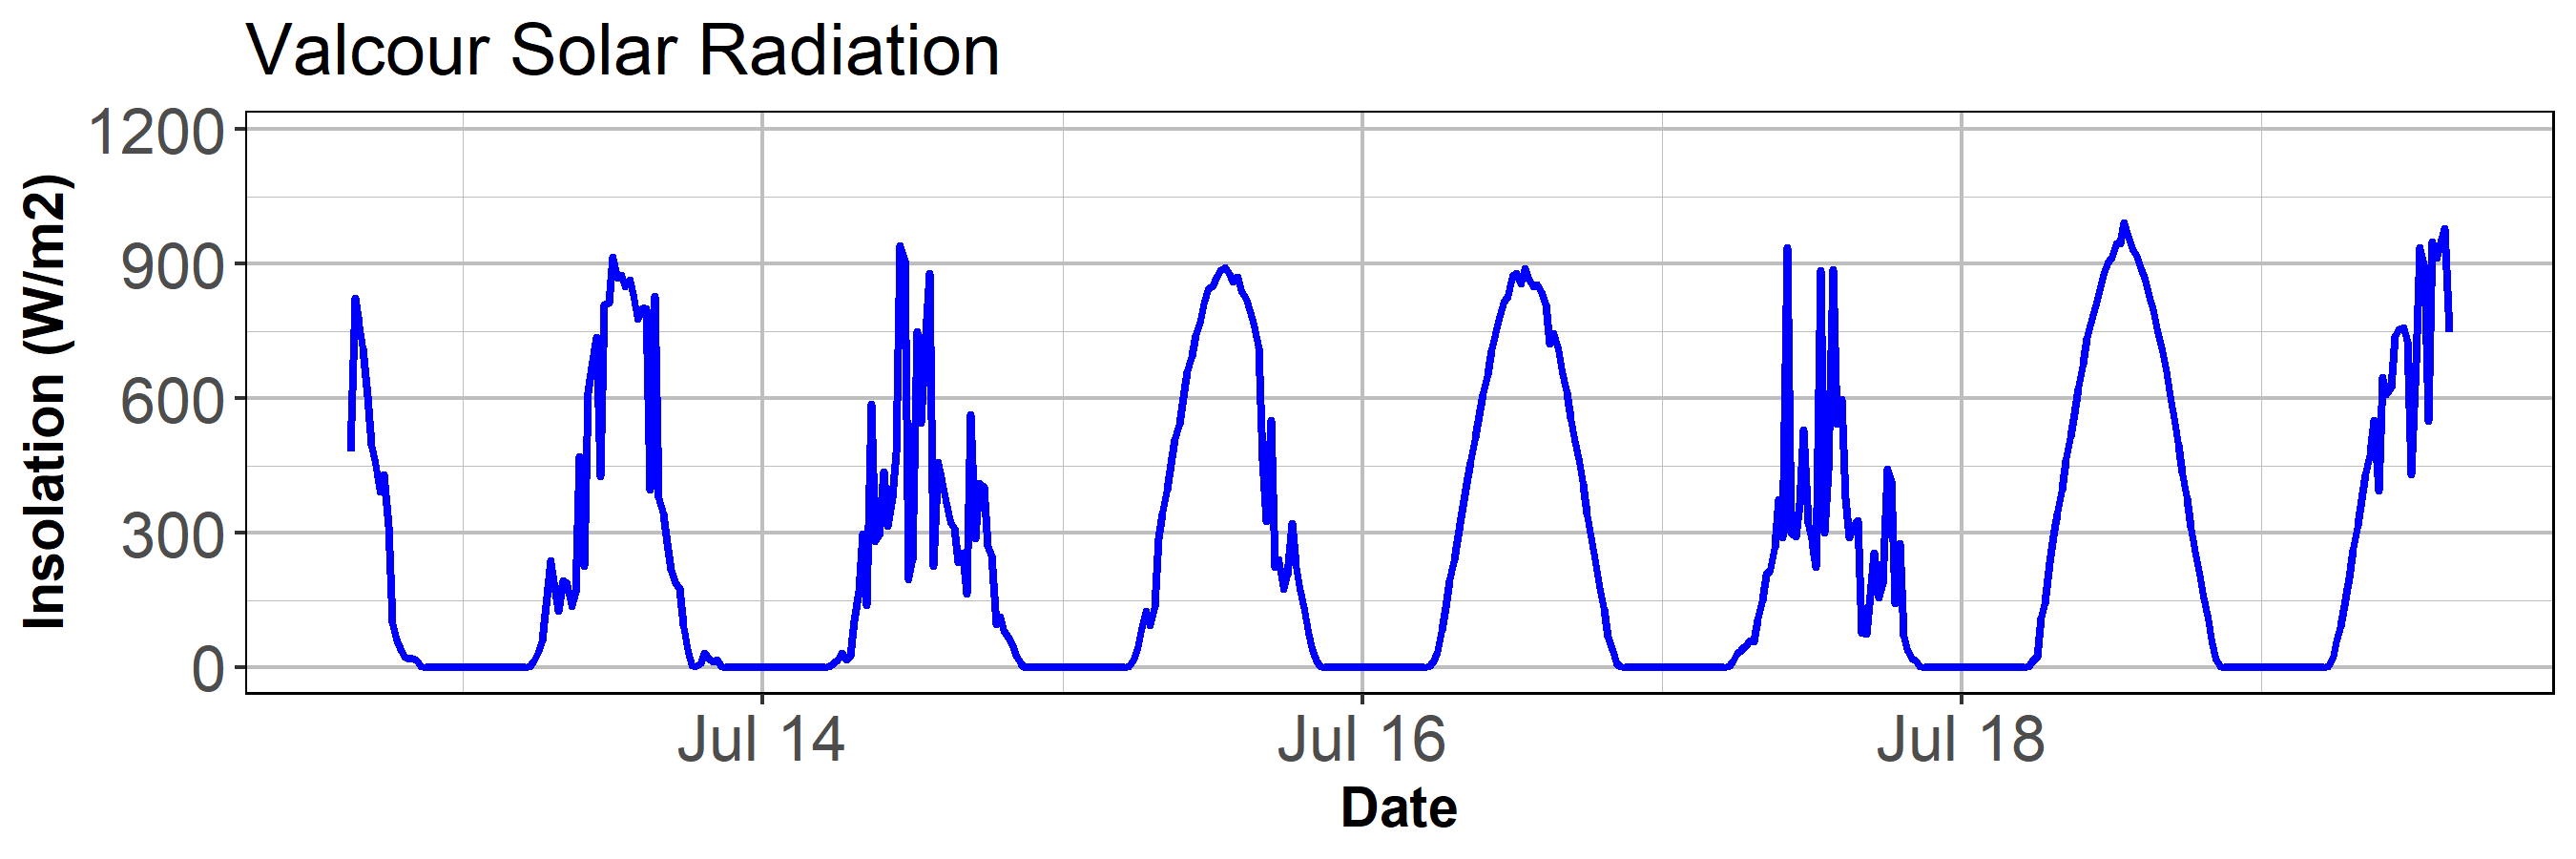 Valcour Solar Radiation
1200
900
600
300
0
Insolation (W/m2)
Jul 14
Jul 16
Jul 18
Date